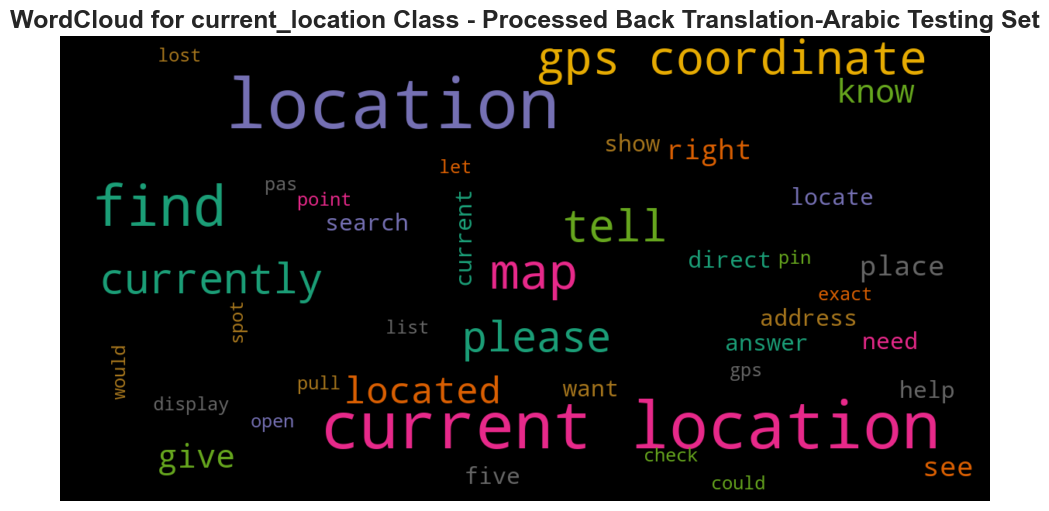 WordCloud for current_location Class - Processed Back Translation-Arabic Testing Set
lost
gps coordinate
location
know
show
right
let
pas
point
find
search
current
locate
tell
direct
pin
place
currently
map
exact
spot
list
please
address
answer
need
would
gps
pull
located
want
help
display
open
current location
give
check
see
five
could